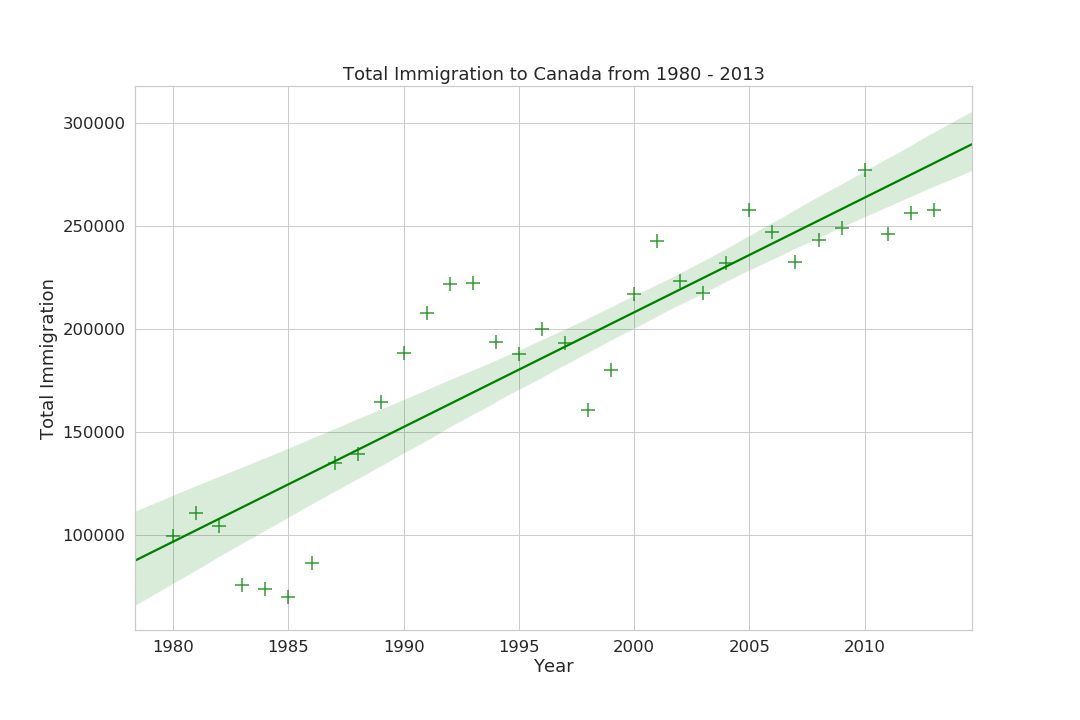 Total Immigration to Canada from 1980 - 2013
300000
250000
200000
150000
100000
Total Immigration
1980 1985 1990 1995 2000 2005 2010
Year